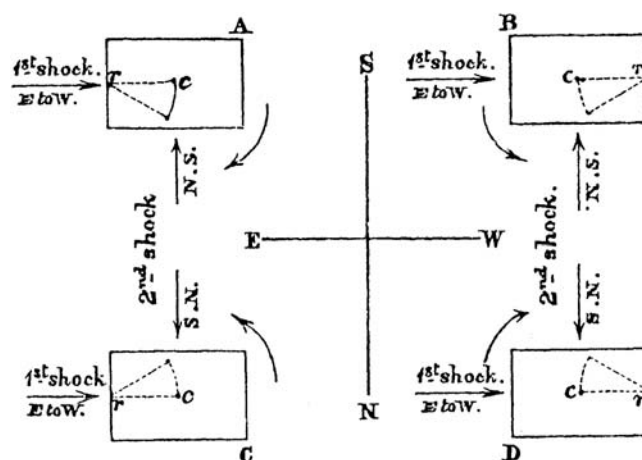 A
B
1st shock.
E to W.
r
c
S
1st shock.
E to W.
c
r
N.S.
N.S.
2nd shock
E
W
2nd shock.
S.N.
S.N.
1st shock
E to W.
r
c
N
1st shock.
E to W.
c
r
C
D